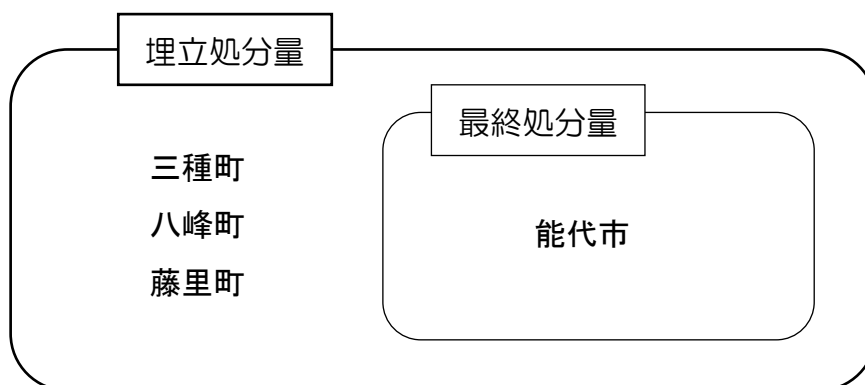 埋立処分量
最終処分量
三種町
八峰町
藤里町
能代市